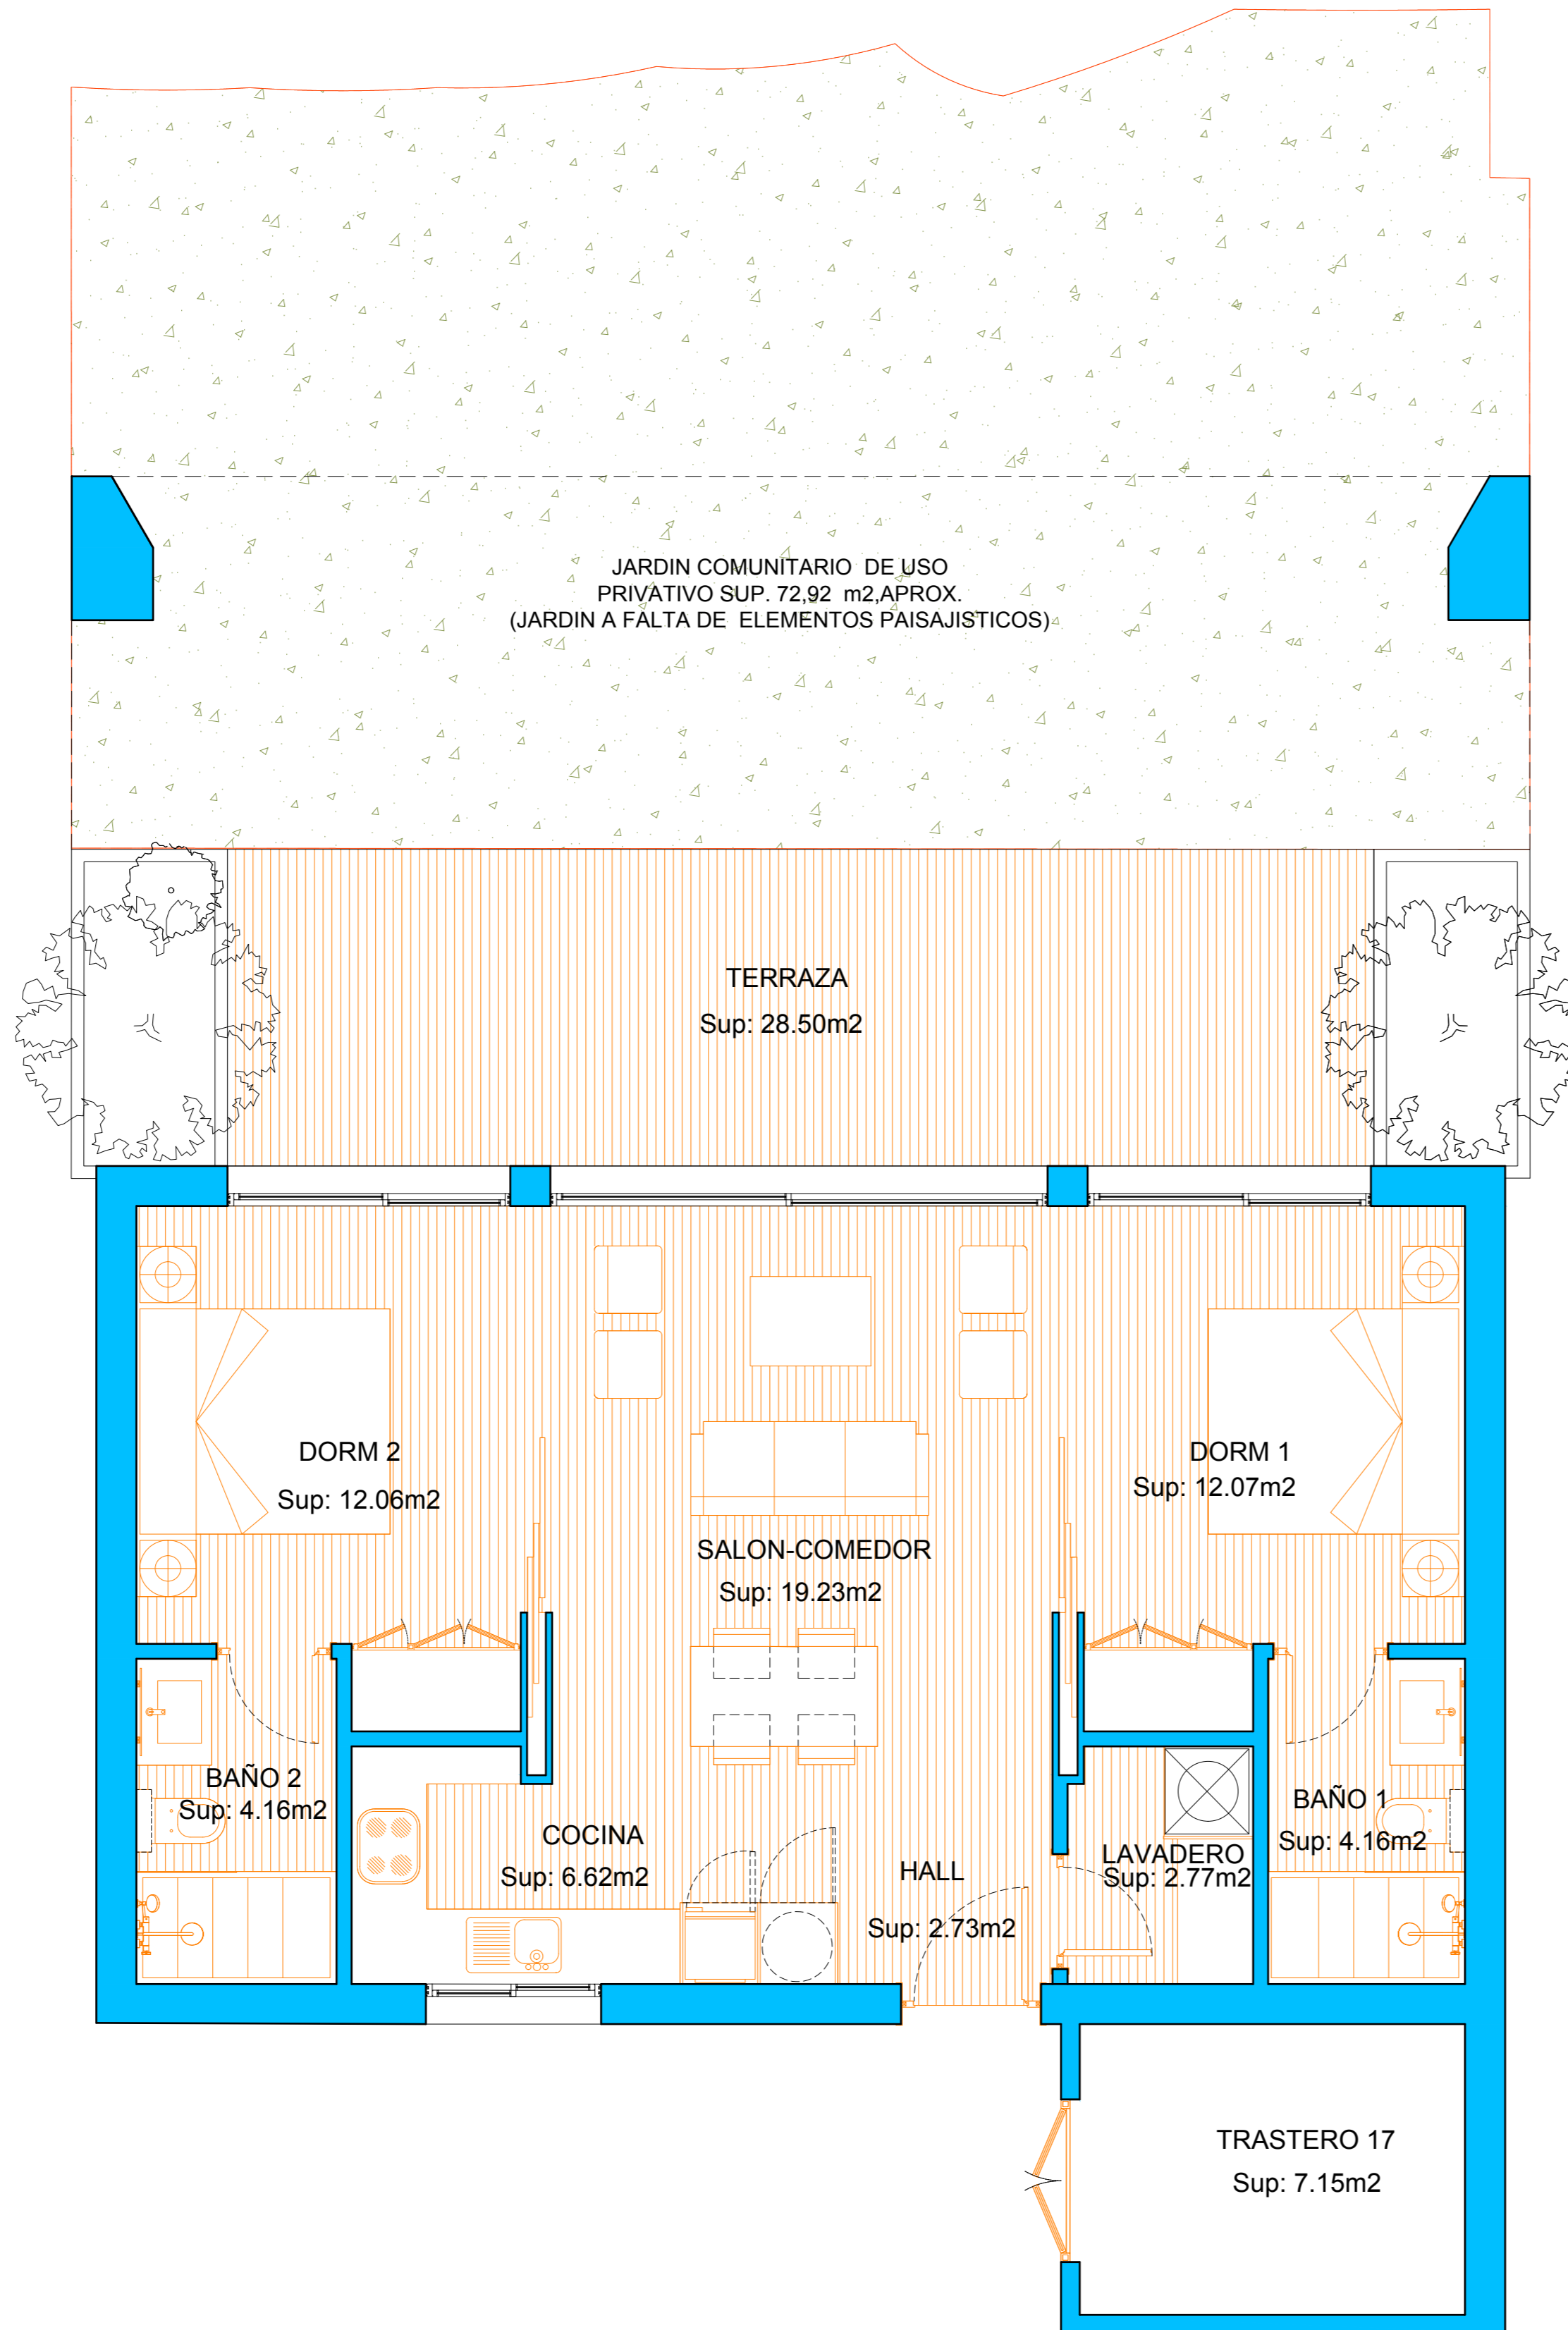 JARDIN COMUNITARIO DE USO
PRIVATIVO SUP. 72,92 m2,APROX.
(JARDIN A FALTA DE ELEMENTOS PAISAJISTICOS)
TERRAZA
Sup: 28.50m2
DORM 2
Sup: 12.06m2
DORM 1
Sup: 12.07m2
SALON-COMEDOR
Sup: 19.23m2
BAÑO 2
Sup: 4.16m2
COCINA
Sup: 6.62m2
HALL
Sup: 2.73m2
LAVADERO
Sup: 2.77m2
BAÑO 1
Sup: 4.16m2
TRASTERO 17
Sup: 7.15m2